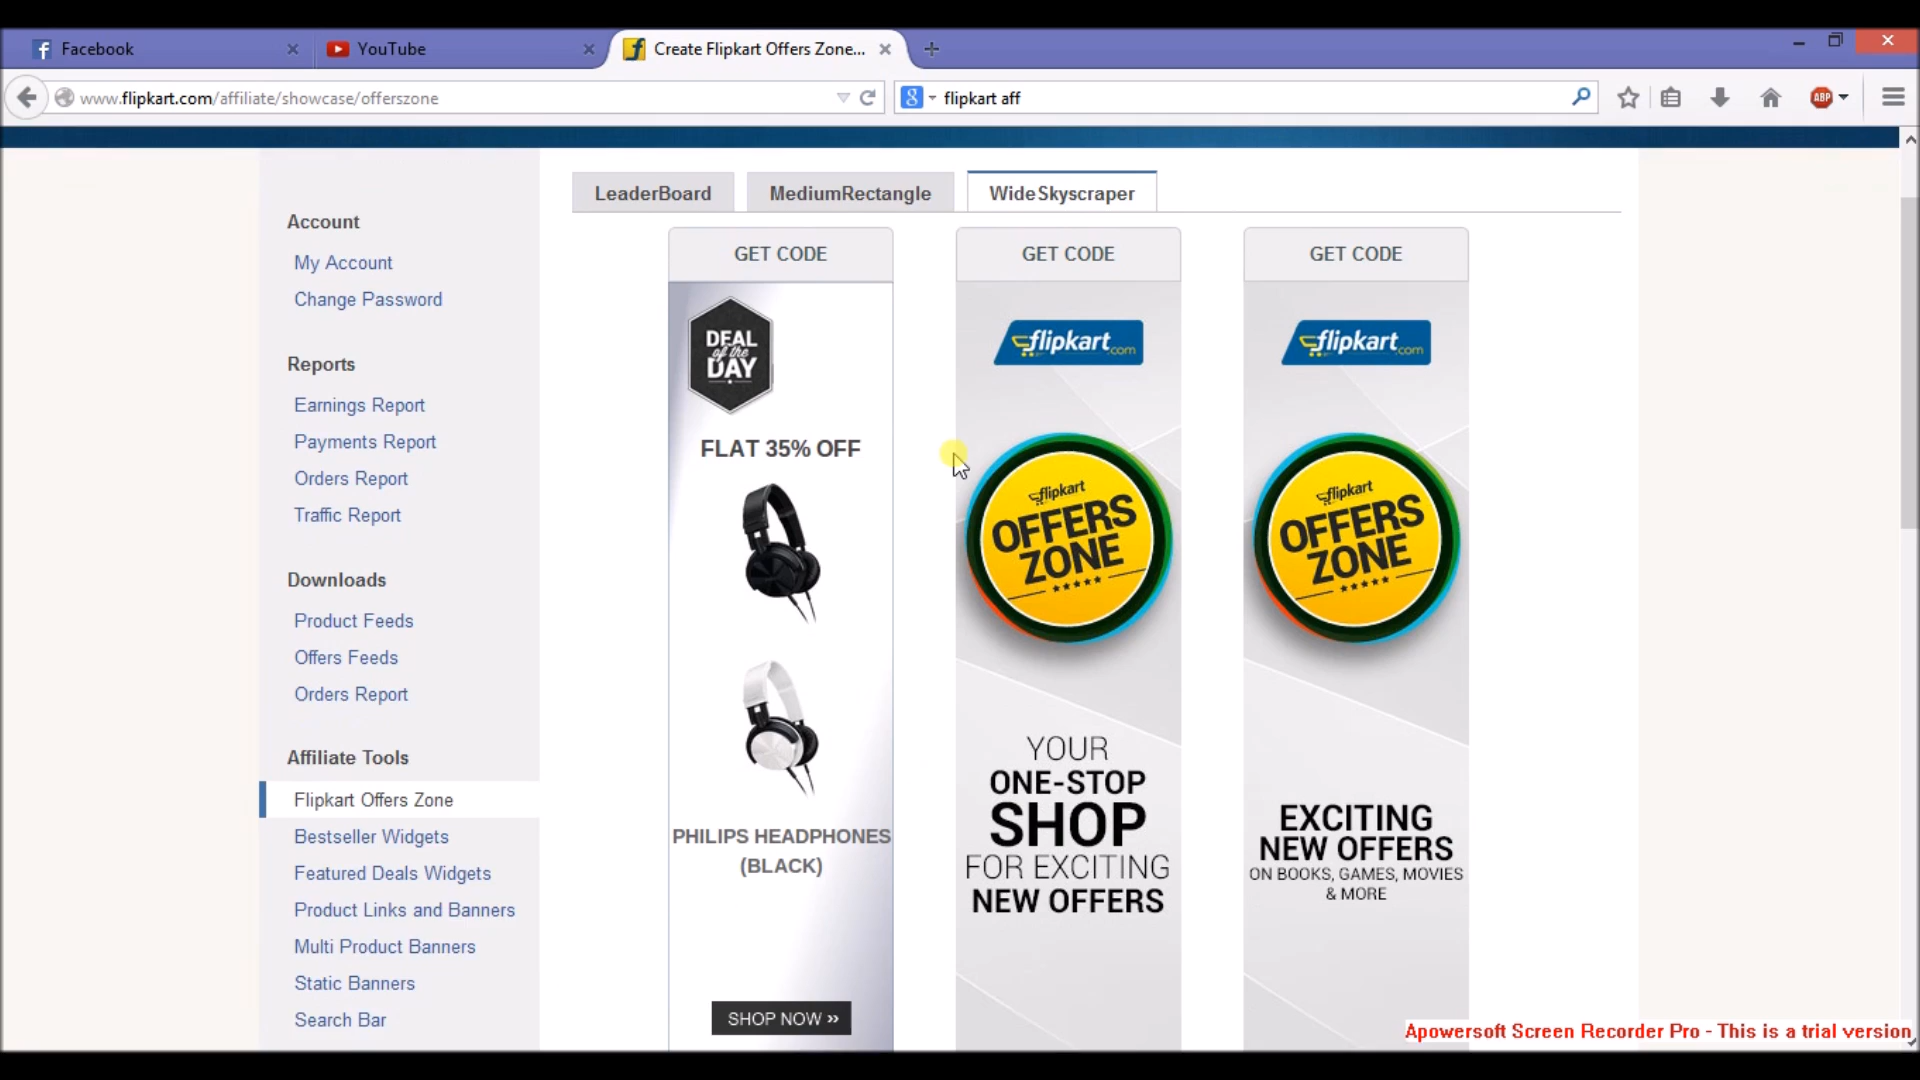 Facebook
YouTube
Create Flipkart Offers Zone...
www.flipkart.com/affiliate/showcase/offerszone
flipkart aff
ABP
Account
My Account
Change Password
Reports
Earnings Report
Payments Report
Orders Report
Traffic Report
Downloads
Product Feeds
Offers Feeds
Orders Report
Affiliate Tools
Flipkart Offers Zone
Bestseller Widgets
Featured Deals Widgets
Product Links and Banners
Multi Product Banners
Static Banners
Search Bar
LeaderBoard
MediumRectangle
WideSkyscraper
GET CODE
DEAL
of the
DAY
FLAT 35% OFF
PHILIPS HEADPHONES
(BLACK)
SHOP NOW »
GET CODE
flipkart.com
flipkart
OFFERS
ZONE
YOUR
ONE-STOP
SHOP
FOR EXCITING
NEW OFFERS
GET CODE
flipkart.com
flipkart
OFFERS
ZONE
EXCITING
NEW OFFERS
ON BOOKS, GAMES, MOVIES
& MORE
Apowersoft Screen Recorder Pro - This is a trial version